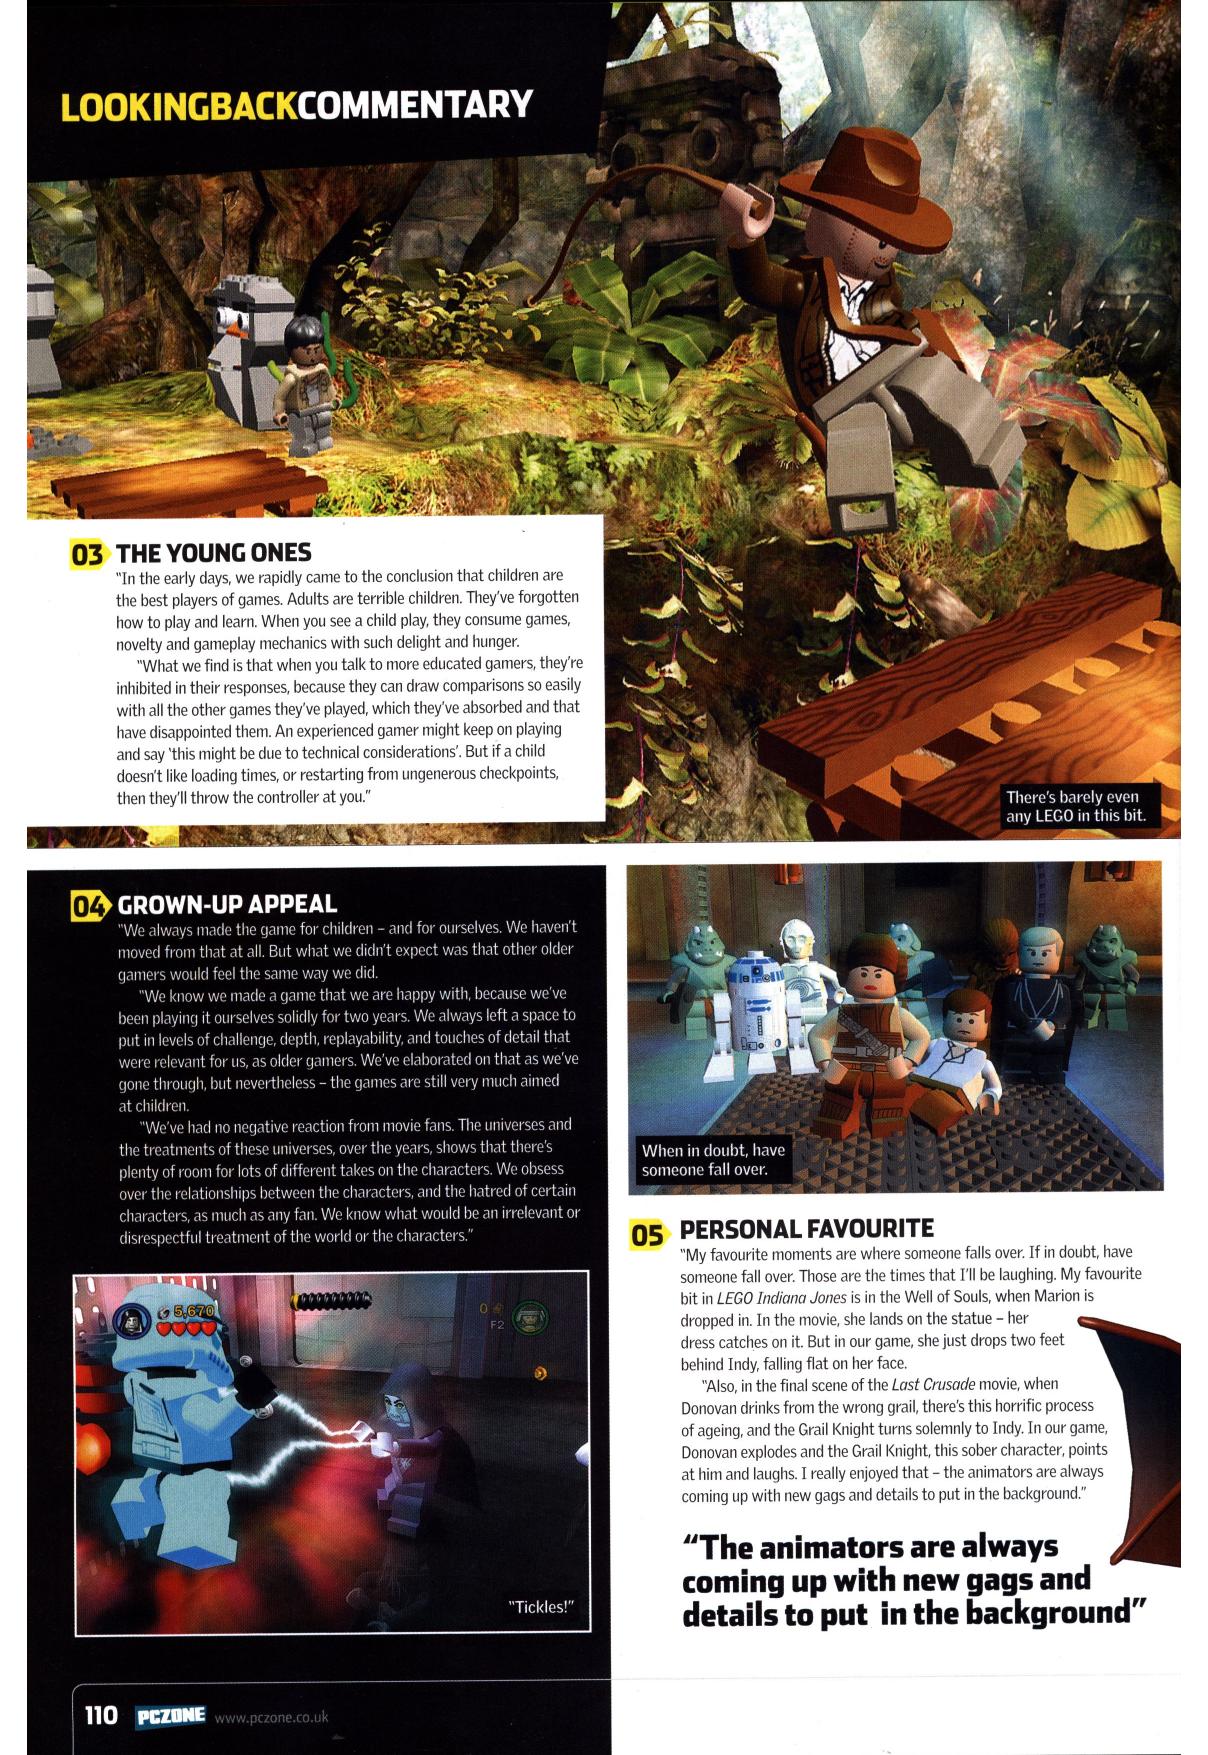 LOOKINGBACKCOMMENTARY
03 THE YOUNG ONES
"In the early days, we rapidly came to the conclusion that children are
the best players of games. Adults are terrible children. They've forgotten
how to play and learn. When you see a child play, they consume games,
novelty and gameplay mechanics with such delight and hunger.
"What we find is that when you talk to more educated gamers, they're
inhibited in their responses, because they can draw comparisons so easily
with all the other games they've played, which they've absorbed and that
have disappointed them. An experienced gamer might keep on playing
and say 'this might be due to technical considerations'. But if a child
doesn't like loading times, or restarting from ungenerous checkpoints,
then they'll throw the controller at you."
There's barely even
any LEGO in this bit.
04 GROWN-UP APPEAL
"We always made the game for children – and for ourselves. We haven't
moved from that at all. But what we didn't expect was that other older
gamers would feel the same way we did.
"We know we made a game that we are happy with, because we've
been playing it ourselves solidly for two years. We always left a space to
put in levels of challenge, depth, replayability, and touches of detail that
were relevant for us, as older gamers. We've elaborated on that as we've
gone through, but nevertheless – the games are still very much aimed
at children.
"We've had no negative reaction from movie fans. The universes and
the treatments of these universes, over the years, shows that there's
plenty of room for lots of different takes on the characters. We obsess
over the relationships between the characters, and the hatred of certain
characters, as much as any fan. We know what would be an irrelevant or
disrespectful treatment of the world or the characters."
5,670
0
F2
"Tickles!"
When in doubt, have
someone fall over.
05 PERSONAL FAVOURITE
"My favourite moments are where someone falls over. If in doubt, have
someone fall over. Those are the times that I'll be laughing. My favourite
bit in LEGO Indiana Jones is in the Well of Souls, when Marion is
dropped in. In the movie, she lands on the statue – her
dress catches on it. But in our game, she just drops two feet
behind Indy, falling flat on her face.
"Also, in the final scene of the Last Crusade movie, when
Donovan drinks from the wrong grail, there's this horrific process
of ageing, and the Grail Knight turns solemnly to Indy. In our game,
Donovan explodes and the Grail Knight, this sober character, points
at him and laughs. I really enjoyed that – the animators are always
coming up with new gags and details to put in the background."
"The animators are always
coming up with new gags and
details to put in the background"
110 PCZONE www.pczone.co.uk